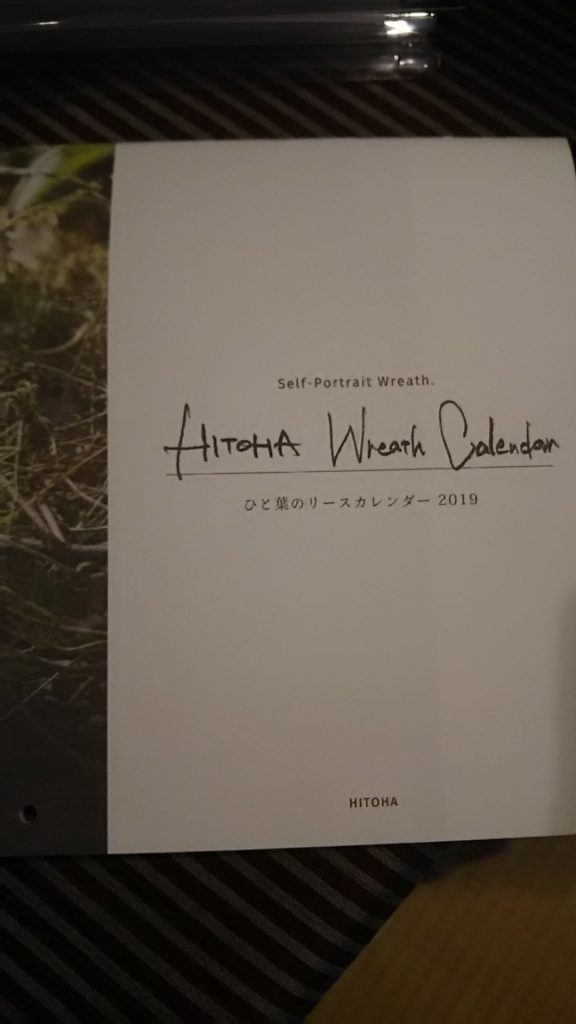 Self-Portrait Wreath.
HITOHA Wreath Calendar
ひと葉のリースカレンダー 2019
HITOHA